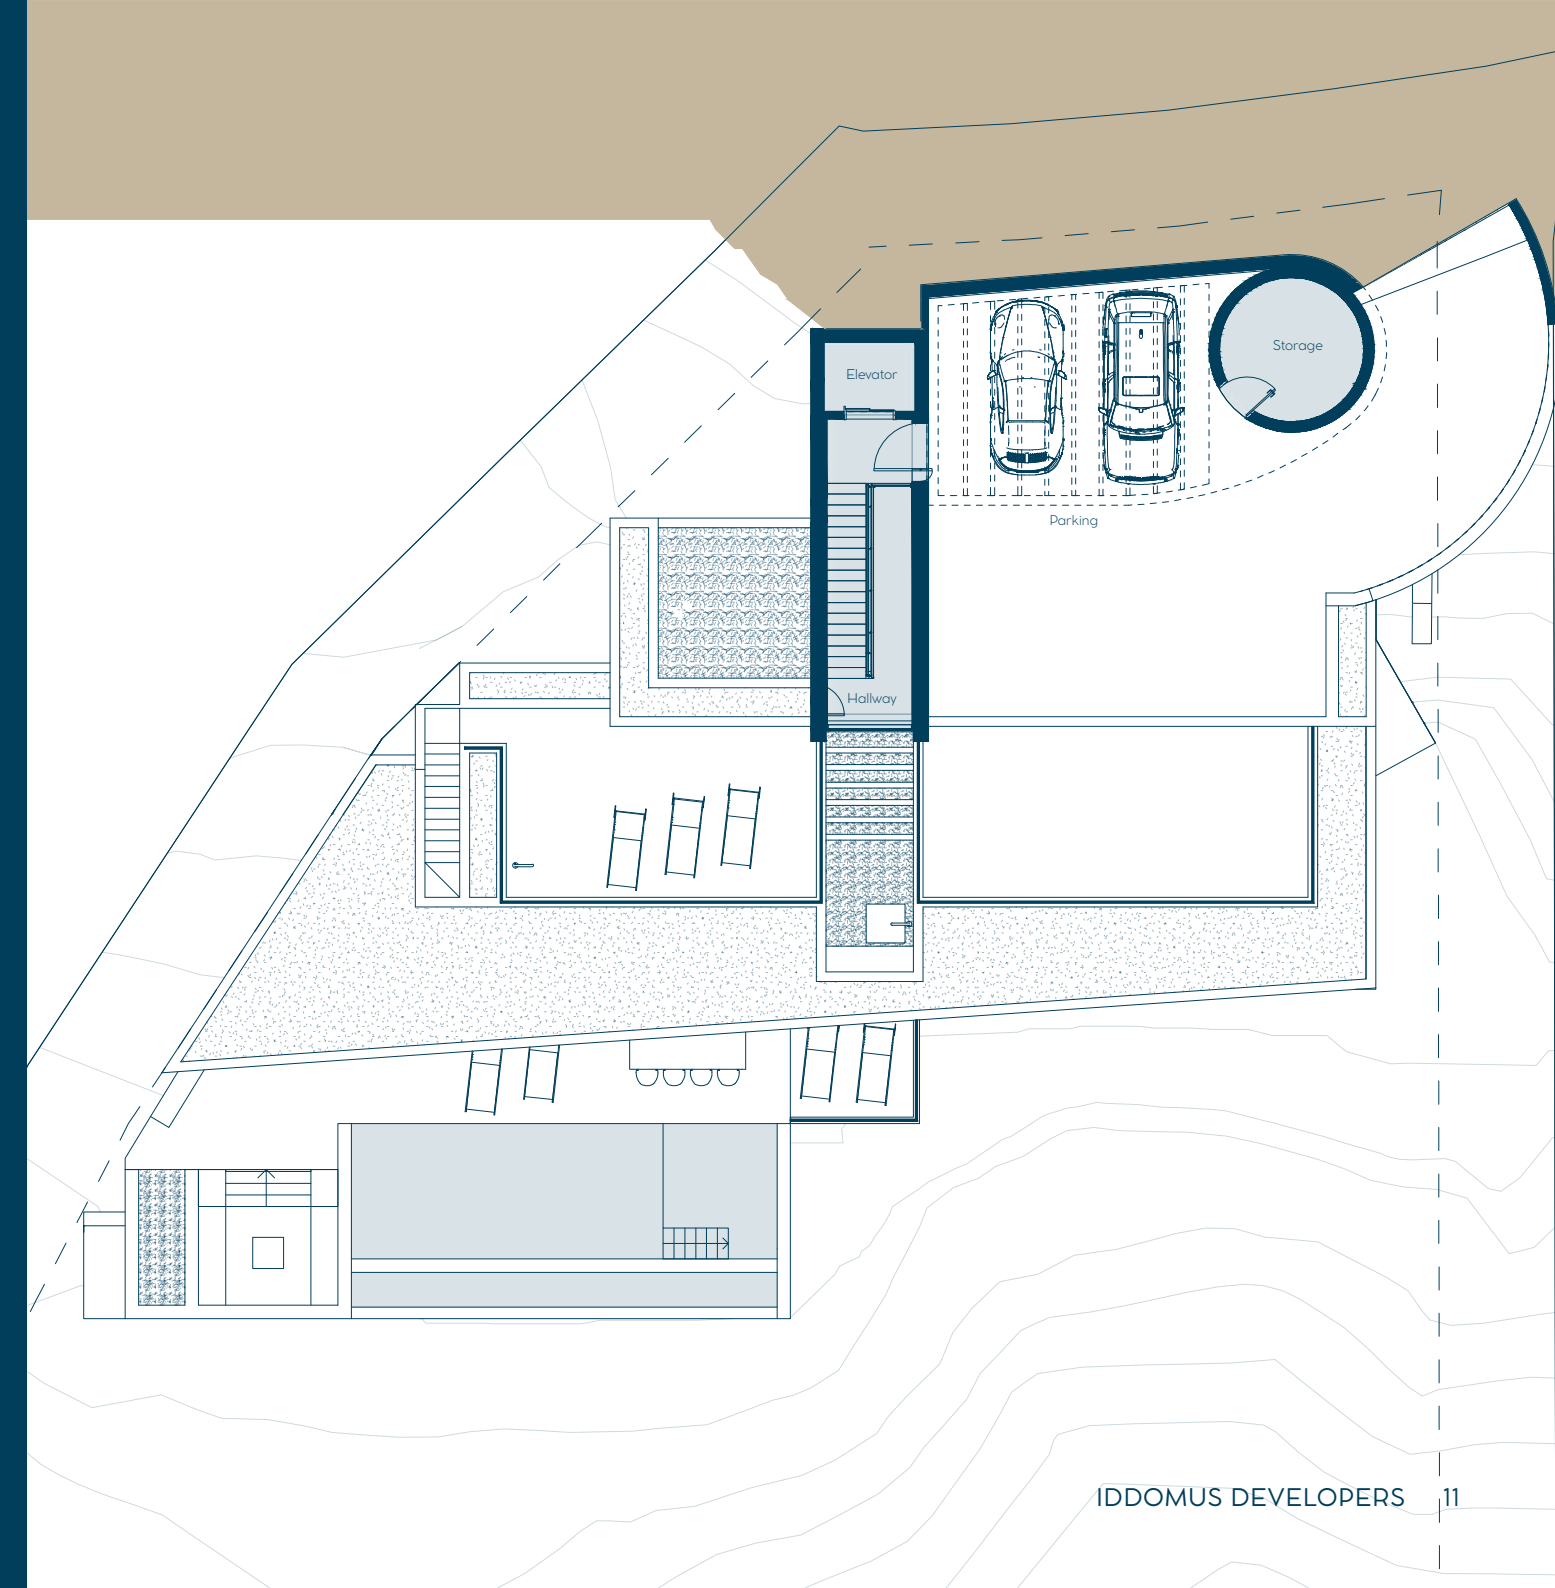 Storage
Elevator
Parking
Hallway
IDDOMUS DEVELOPERS 11